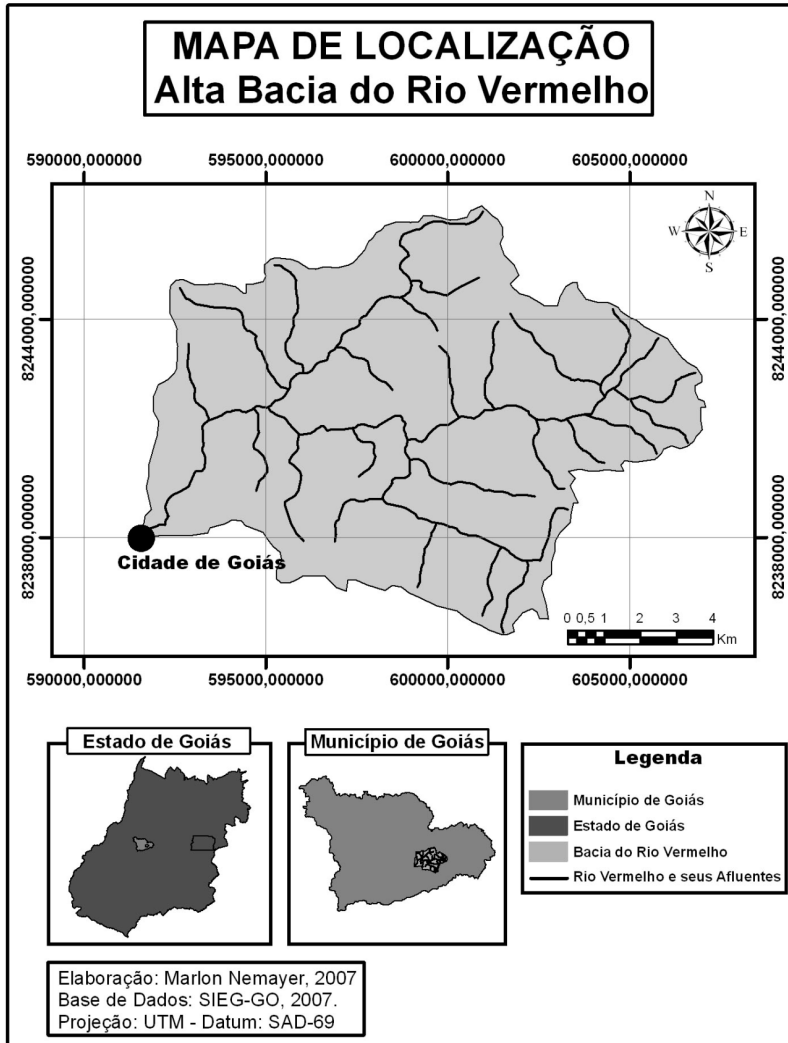 MAPA DE LOCALIZAÇÃO
Alta Bacia do Rio Vermelho
590000,000000 595000,000000 600000,000000 605000,000000
N
W E
S
8244000,000000 8244000,000000
8238000,000000 8238000,000000
Cidade de Goiás
0 0,5 1 2 3 4
Km
590000,000000 595000,000000 600000,000000 605000,000000
Estado de Goiás
Município de Goiás
Legenda
Município de Goiás
Estado de Goiás
Bacia do Rio Vermelho
Rio Vermelho e seus Afluentes
Elaboração: Marlon Nemayer, 2007
Base de Dados: SIEG-GO, 2007.
Projeção: UTM - Datum: SAD-69